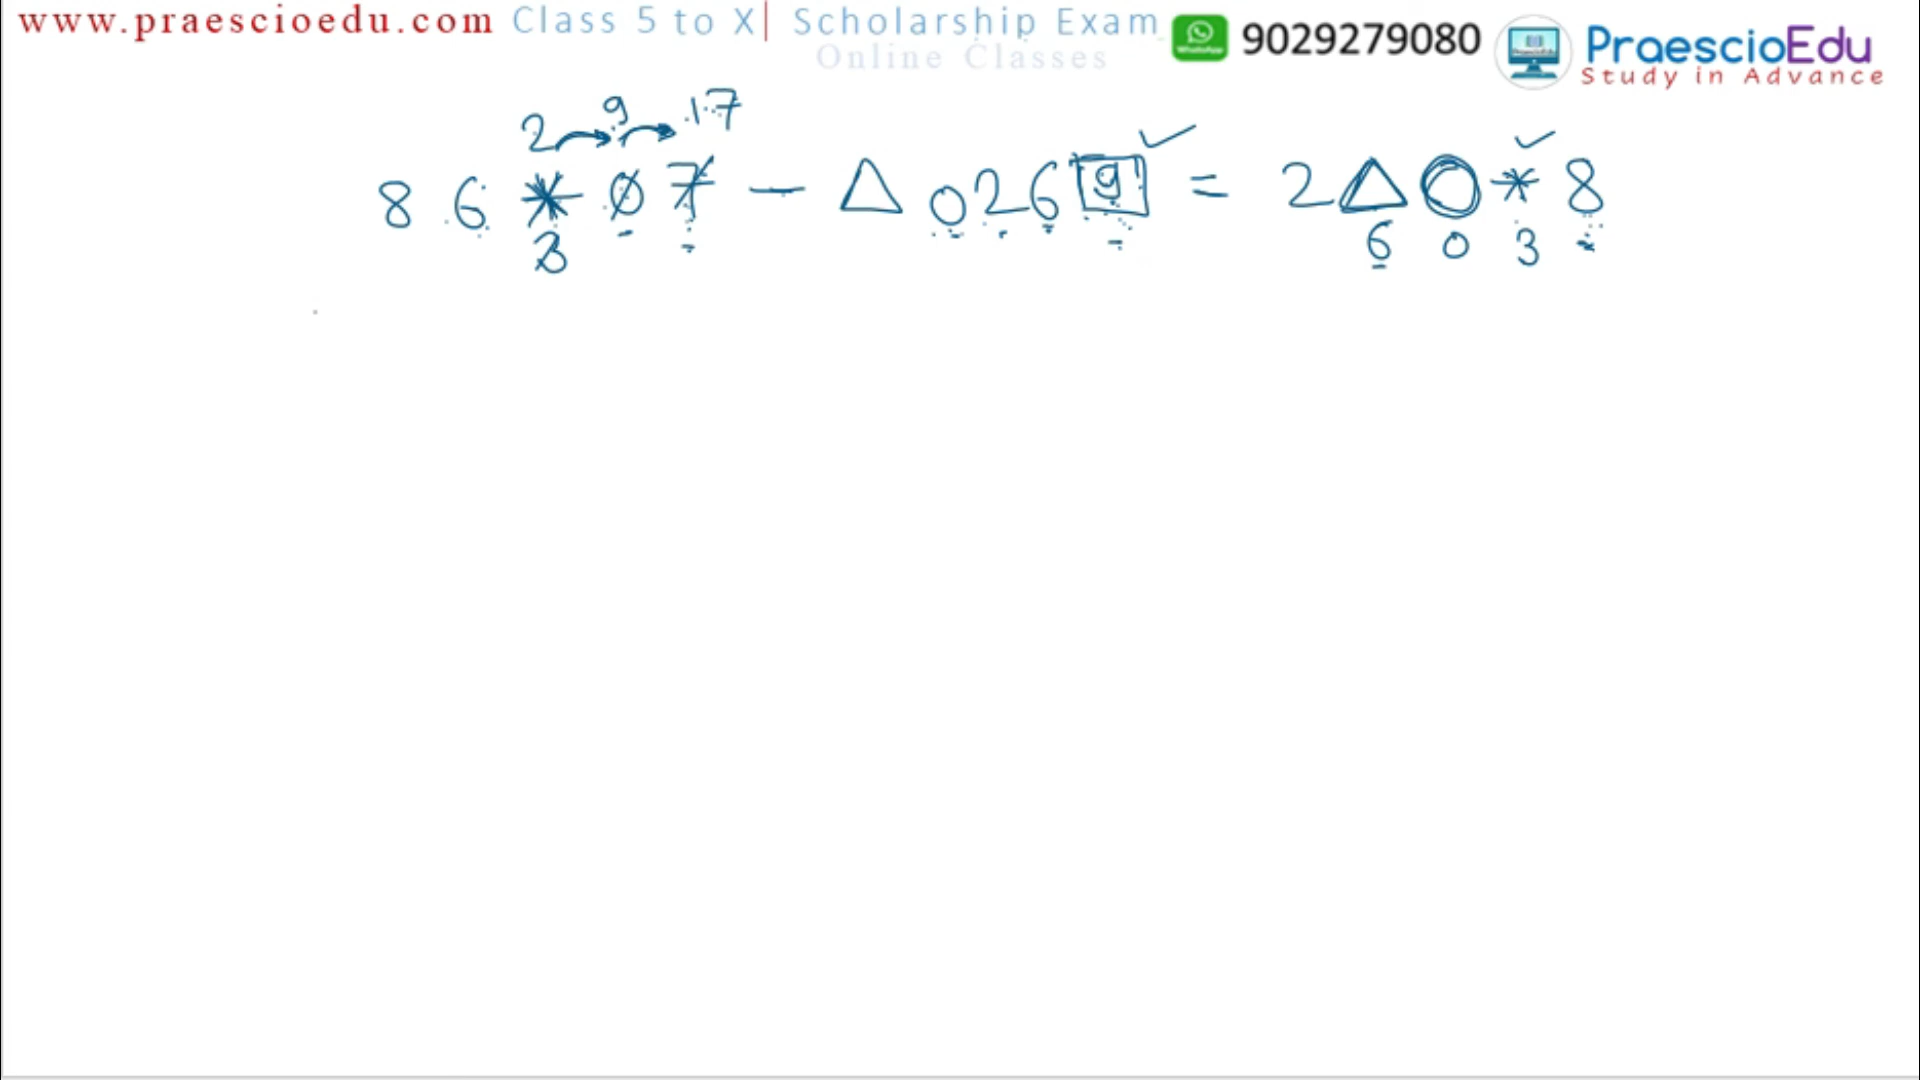 www.praescioedu.com Class 5 to X| Scholarship Exam 9029279080 PraescioEdu
Online Classes Study in Advance
2 9 17
8 6 * 0 7 - △ 0 2 6 9 = 2 △ ○ * 8
3 6 0 3